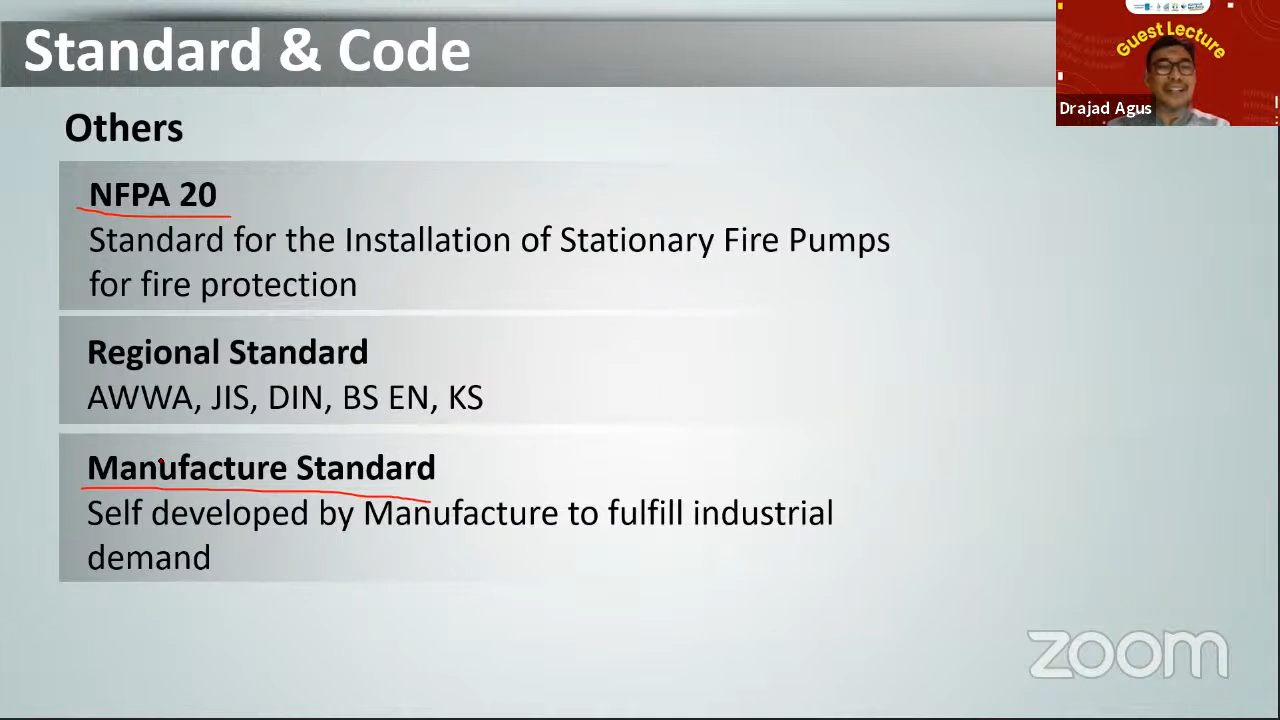 Standard & Code
Guest Lecture
Drajad Agus
Others
NFPA 20
Standard for the Installation of Stationary Fire Pumps
for fire protection
Regional Standard
AWWA, JIS, DIN, BS EN, KS
Manufacture Standard
Self developed by Manufacture to fulfill industrial
demand
zoom